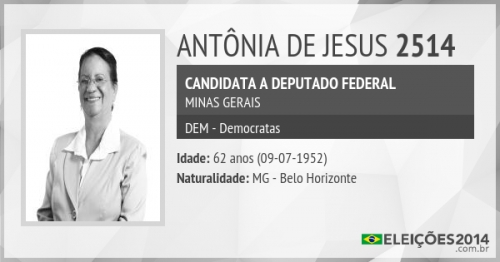 ANTÔNIA DE JESUS 2514
CANDIDATA A DEPUTADO FEDERAL
MINAS GERAIS
DEM - Democratas
Idade: 62 anos (09-07-1952)
Naturalidade: MG - Belo Horizonte
ELEIÇÕES2014
.com.br